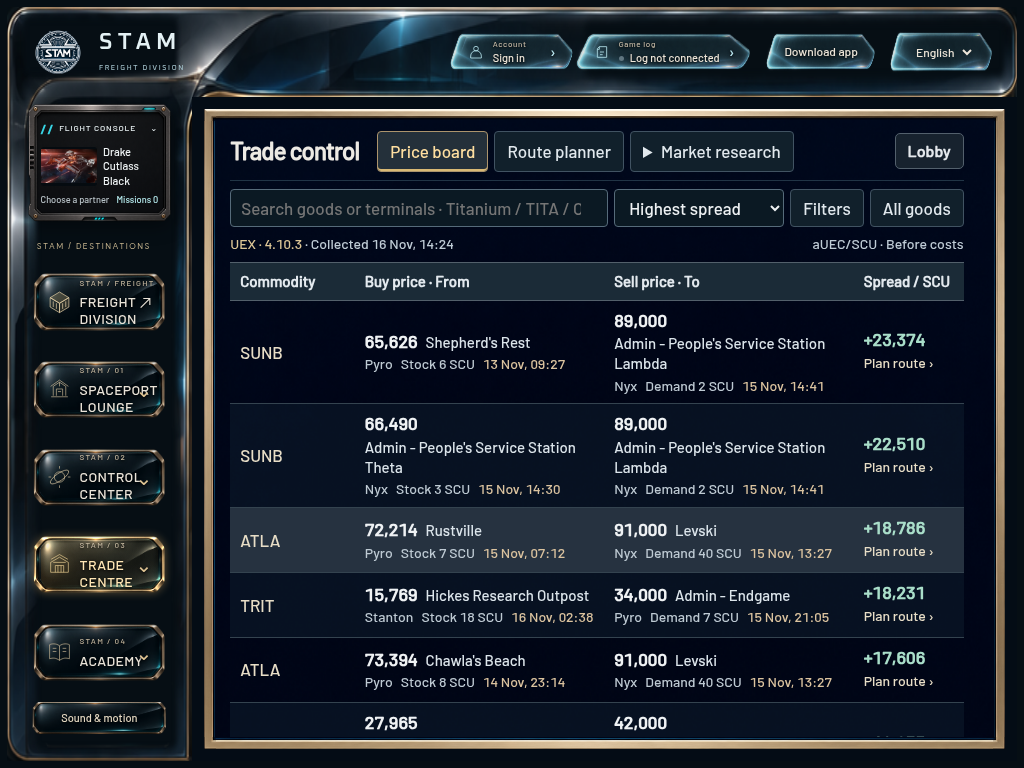 STAM
STAM
FREIGHT DIVISION
Account
Sign in ›
Game log
Log not connected ›
Download app
English
// FLIGHT CONSOLE
Drake
Cutlass
Black
Choose a partner Missions 0
STAM / DESTINATIONS
STAM / FREIGHT
FREIGHT ↗
DIVISION
STAM / 01
SPACEPORT
LOUNGE
STAM / 02
CONTROL
CENTER
STAM / 03
TRADE
CENTRE
STAM / 04
ACADEMY
Sound & motion
Trade control Price board Route planner ▶ Market research Lobby
Search goods or terminals · Titanium / TITA / Highest spread Filters All goods
UEX · 4.10.3 · Collected 16 Nov, 14:24 aUEC/SCU · Before costs
Commodity Buy price · From Sell price · To Spread / SCU
SUNB
65,626 Shepherd's Rest
Pyro Stock 6 SCU 13 Nov, 09:27
89,000
Admin - People's Service Station
Lambda
Nyx Demand 2 SCU 15 Nov, 14:41
+23,374
Plan route ›
SUNB
66,490
Admin - People's Service Station
Theta
Nyx Stock 3 SCU 15 Nov, 14:30
89,000
Admin - People's Service Station
Lambda
Nyx Demand 2 SCU 15 Nov, 14:41
+22,510
Plan route ›
ATLA
72,214 Rustville
Pyro Stock 7 SCU 15 Nov, 07:12
91,000 Levski
Nyx Demand 40 SCU 15 Nov, 13:27
+18,786
Plan route ›
TRIT
15,769 Hickes Research Outpost
Stanton Stock 18 SCU 16 Nov, 02:38
34,000 Admin - Endgame
Pyro Demand 7 SCU 15 Nov, 21:05
+18,231
Plan route ›
ATLA
73,394 Chawla's Beach
Pyro Stock 8 SCU 14 Nov, 23:14
91,000 Levski
Nyx Demand 40 SCU 15 Nov, 13:27
+17,606
Plan route ›
27,965
42,000